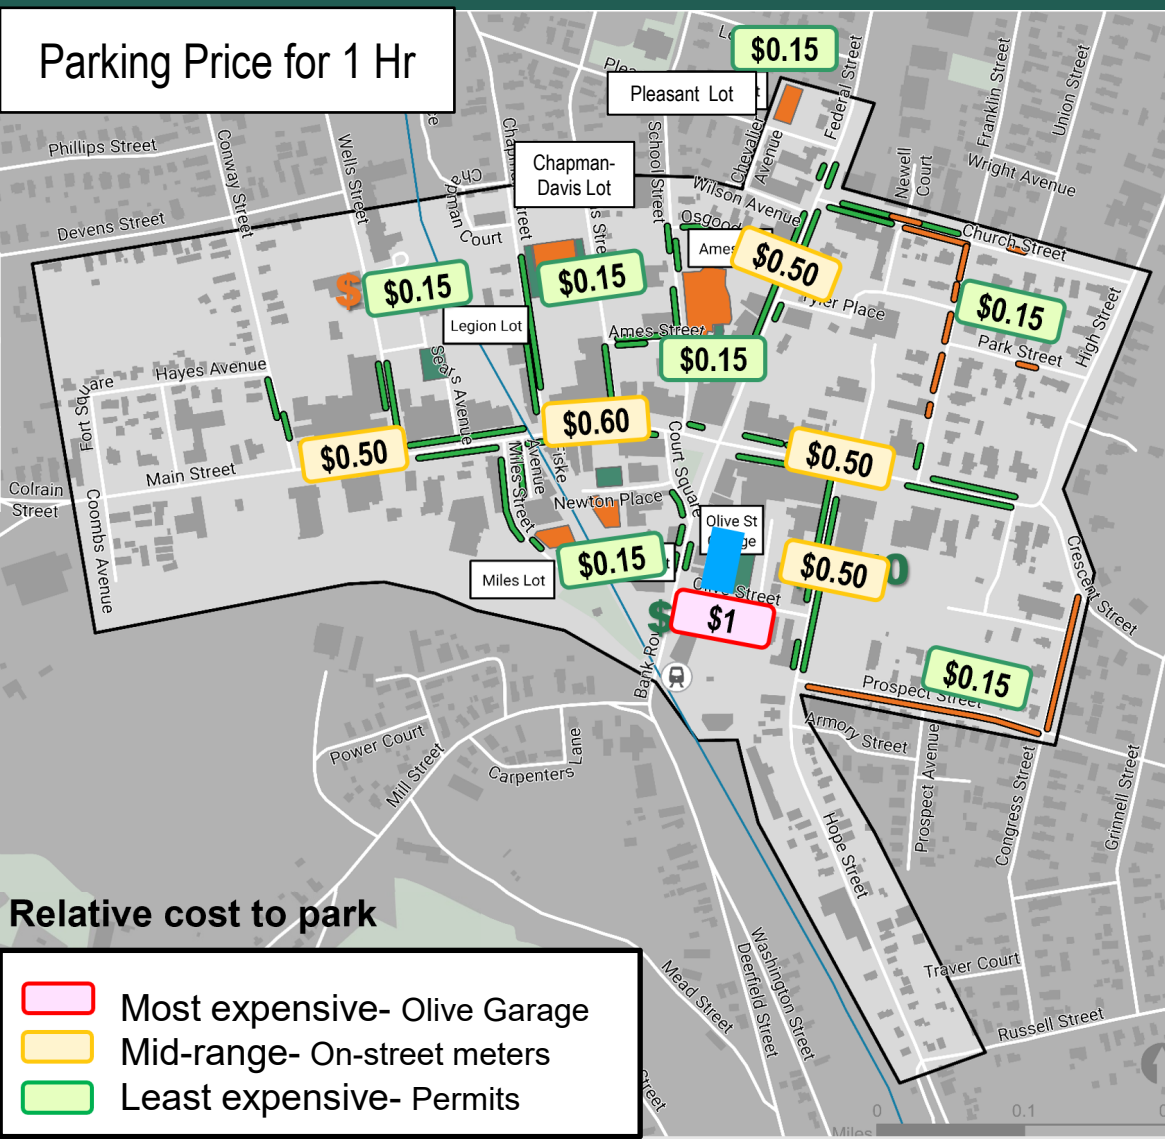 Parking Price for 1 Hr
$0.15
Pleasant Lot
Federal Street
Franklin Street
Union Street
Phillips Street
Conway Street
Wells Street
School Street
Chevalier
Avenue
Newell
Court
Wright Avenue
Chapman-
Davis Lot
Wilson Avenue
Devens Street
Chapman Court
Church Street
$0.50
$
$0.15
$0.15
$0.15
Tyler Place
High Street
Legion Lot
Ames Street
Park Street
$0.15
Hayes Avenue
Fort Square
Sears Avenue
$0.60
$0.50
$0.50
Main Street
Colrain
Street
Coombs Avenue
Miles Street
Avenue
Newton Place
Court Square
Olive St
$0.15
Miles Lot
$0.50
0
Olive Street
$
$1
Crescent Street
$0.15
Prospect Street
Armory Street
Power Court
Mill Street
Carpenters Lane
Prospect Avenue
Congress Street
Grinnell Street
Hope Street
Relative cost to park
Most expensive- Olive Garage
Mid-range- On-street meters
Least expensive- Permits
Mead Street
Deerfield Street
Washington Street
Traver Court
Russell Street
0
0.1
Miles